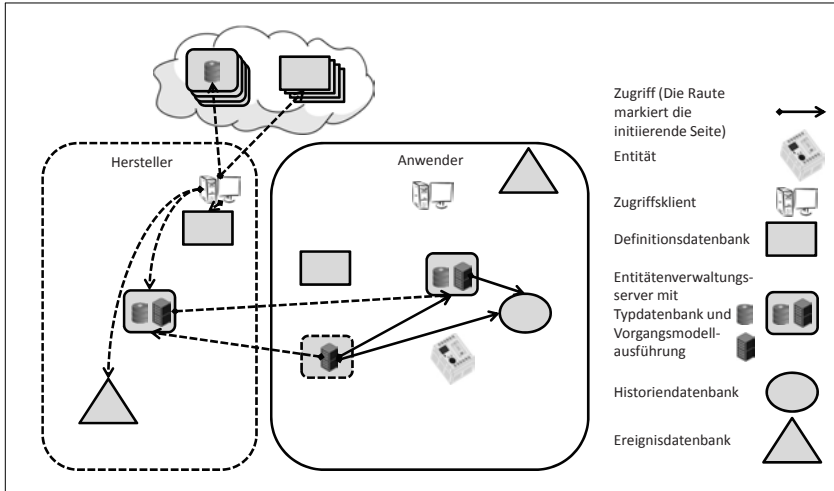 Hersteller
Anwender
Zugriff (Die Raute
markiert die
initiierende Seite)
Entität
Zugriffsklient
Definitionsdatenbank
Entitätenverwaltungs-
server mit
Typdatenbank und
Vorgangsmodell-
ausführung
Historiendatenbank
Ereignisdatenbank